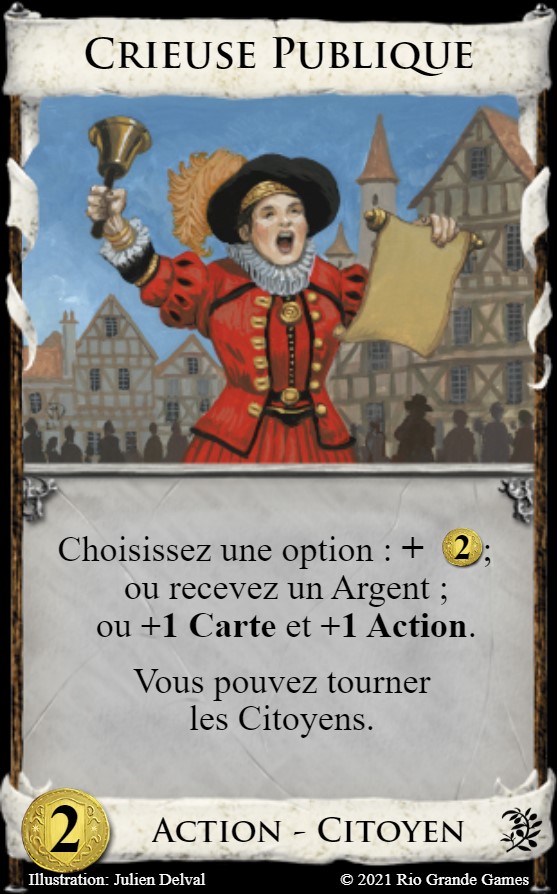 Crieuse Publique
Choisissez une option : + 2;
ou recevez un Argent ;
ou +1 Carte et +1 Action.
Vous pouvez tourner
les Citoyens.
2
Action - Citoyen
Illustration: Julien Delval © 2021 Rio Grande Games